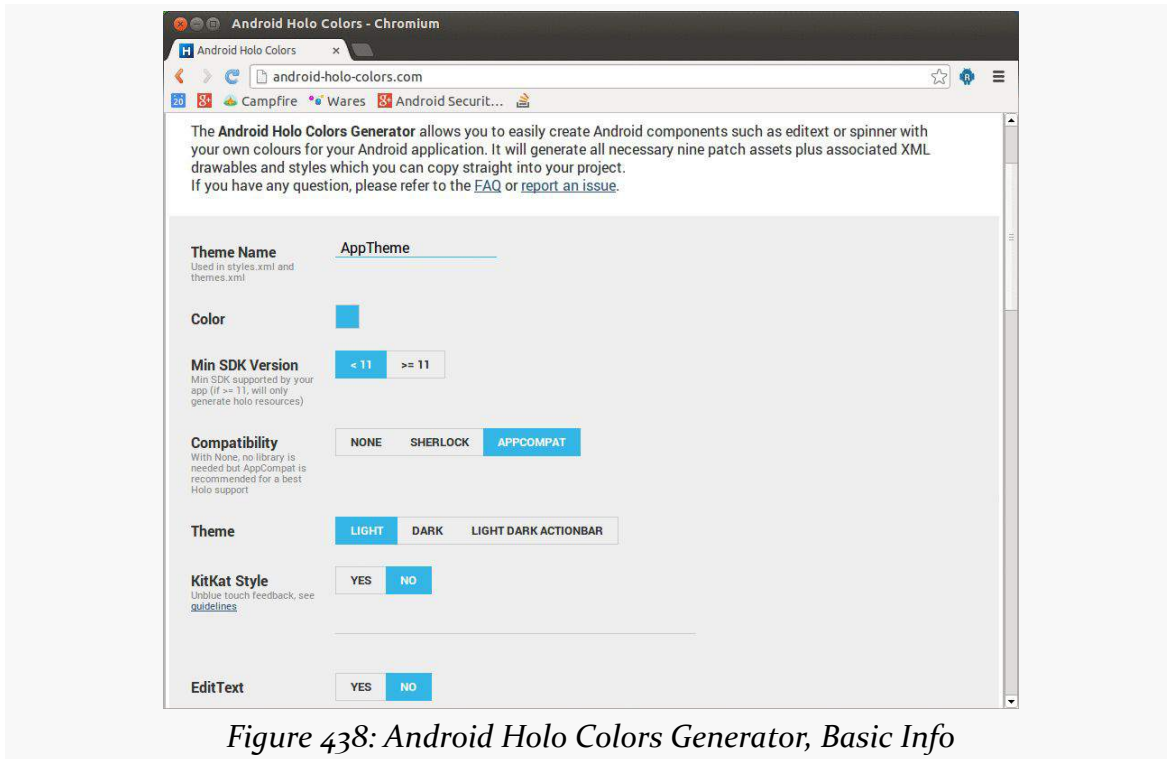 Android Holo Colors - Chromium
Android Holo Colors
android-holo-colors.com
20 Campfire Wares Android Securit...
The Android Holo Colors Generator allows you to easily create Android components such as editext or spinner with
your own colours for your Android application. It will generate all necessary nine patch assets plus associated XML
drawables and styles which you can copy straight into your project.
If you have any question, please refer to the FAQ or report an issue.
Theme Name AppTheme
Used in styles.xml and
themes.xml
Color
Min SDK Version < 11 >= 11
Min SDK supported by your
app (if >= 11, will only
generate holo resources)
Compatibility NONE SHERLOCK APPCOMPAT
With None, no library is
needed but AppCompat is
recommended for a best
Holo support
Theme LIGHT DARK LIGHT DARK ACTIONBAR
KitKat Style YES NO
Unblue touch feedback, see
guidelines
EditText YES NO
Figure 438: Android Holo Colors Generator, Basic Info